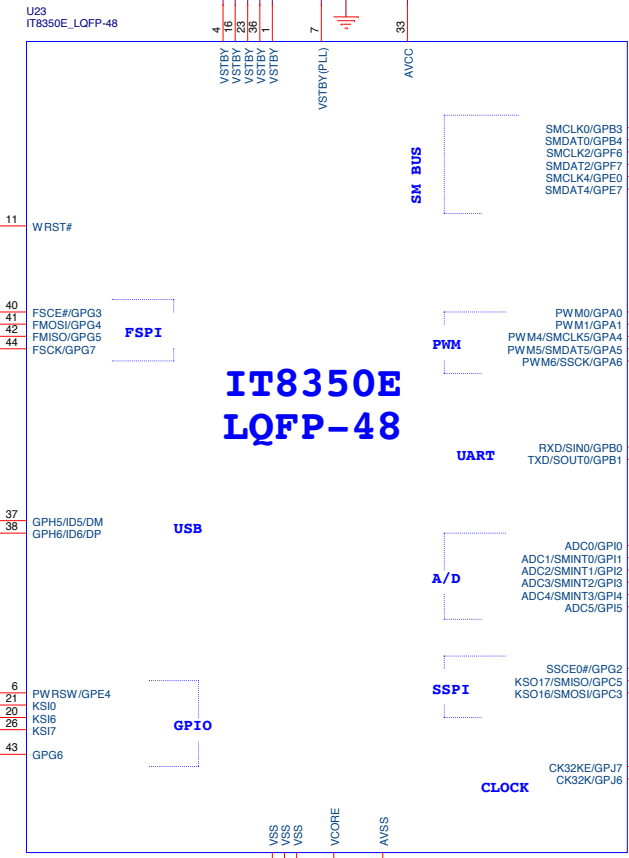 U23
IT8350E_LQFP-48
4
16
23
36
1
7
33
VSTBY
VSTBY
VSTBY
VSTBY
VSTBY
VSTBY(PLL)
AVCC
SM BUS
SMCLK0/GPB3
SMDAT0/GPB4
SMCLK2/GPF6
SMDAT2/GPF7
SMCLK4/GPE0
SMDAT4/GPE7
11
WRST#
40
FSCE#/GPG3
41
FMOSI/GPG4
42
FMISO/GPG5
44
FSCK/GPG7
FSPI
PWM
PWM0/GPA0
PWM1/GPA1
PWM4/SMCLK5/GPA4
PWM5/SMDAT5/GPA5
PWM6/SSCK/GPA6
IT8350E
LQFP-48
UART
RXD/SIN0/GPB0
TXD/SOUT0/GPB1
37
GPH5/ID5/DM
38
GPH6/ID6/DP
USB
A/D
ADC0/GPI0
ADC1/SMINT0/GPI1
ADC2/SMINT1/GPI2
ADC3/SMINT2/GPI3
ADC4/SMINT3/GPI4
ADC5/GPI5
SSPI
SSCE0#/GPG2
KSO17/SMISO/GPC5
KSO16/SMOSI/GPC3
6
PWRSW/GPE4
21
KSI0
20
KSI6
26
KSI7
43
GPG6
GPIO
CLOCK
CK32KE/GPJ7
CK32K/GPJ6
VSS
VSS
VSS
VCORE
AVSS